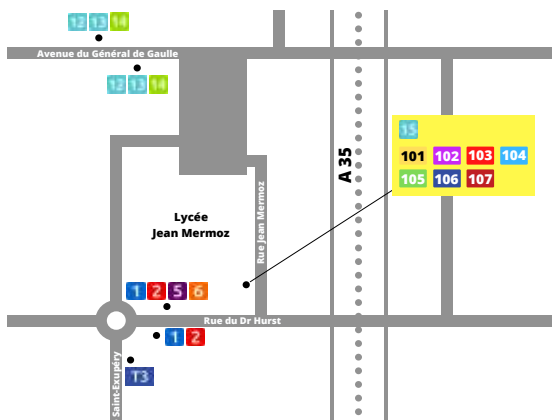 12 13 14
Avenue du Général de Gaulle
12 13 14
15
101 102 103 104
105 106 107
A 35
Lycée
Jean Mermoz
Rue Jean Mermoz
1 2 5 6
Rue du Dr Hurst
1 2
T3
Saint-Exupéry